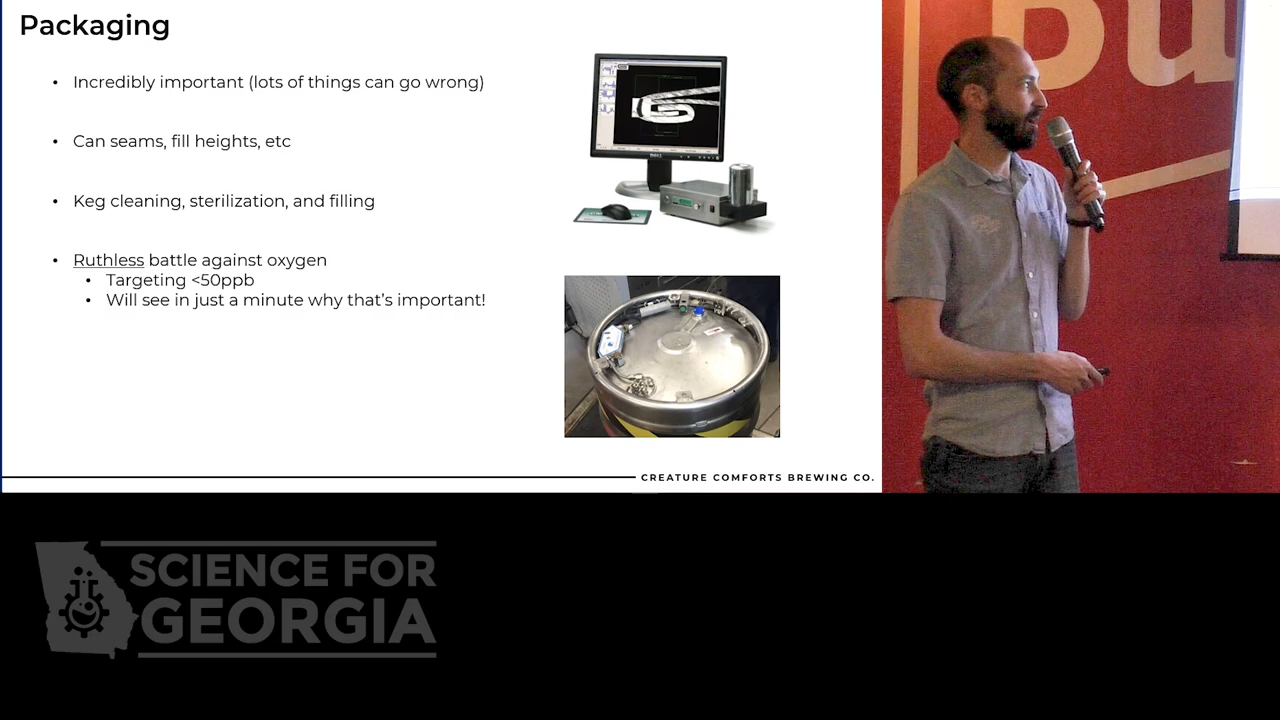 Packaging
• Incredibly important (lots of things can go wrong)
• Can seams, fill heights, etc
• Keg cleaning, sterilization, and filling
• Ruthless battle against oxygen
• Targeting <50ppb
• Will see in just a minute why that's important!
CREATURE COMFORTS BREWING CO.
Bu
SCIENCE FOR
GEORGIA